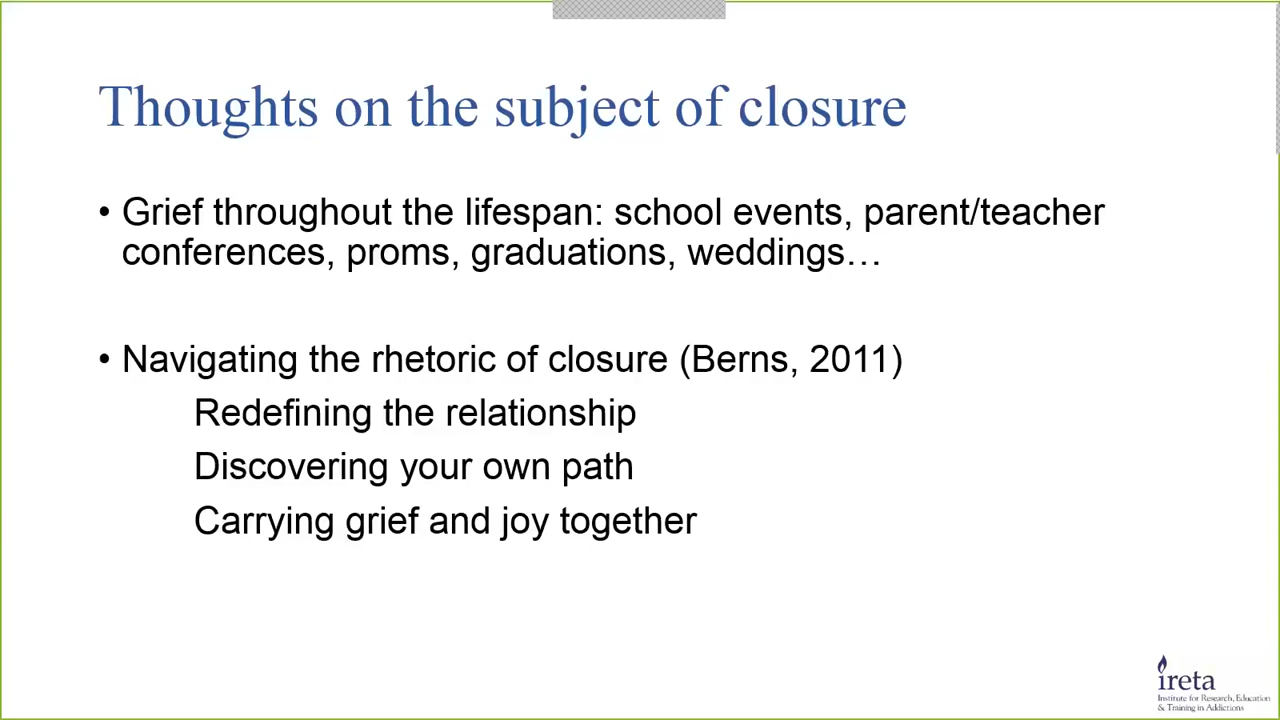 Thoughts on the subject of closure
• Grief throughout the lifespan: school events, parent/teacher
conferences, proms, graduations, weddings…
• Navigating the rhetoric of closure (Berns, 2011)
Redefining the relationship
Discovering your own path
Carrying grief and joy together
ireta
Institute for Research, Education
& Training in Addictions